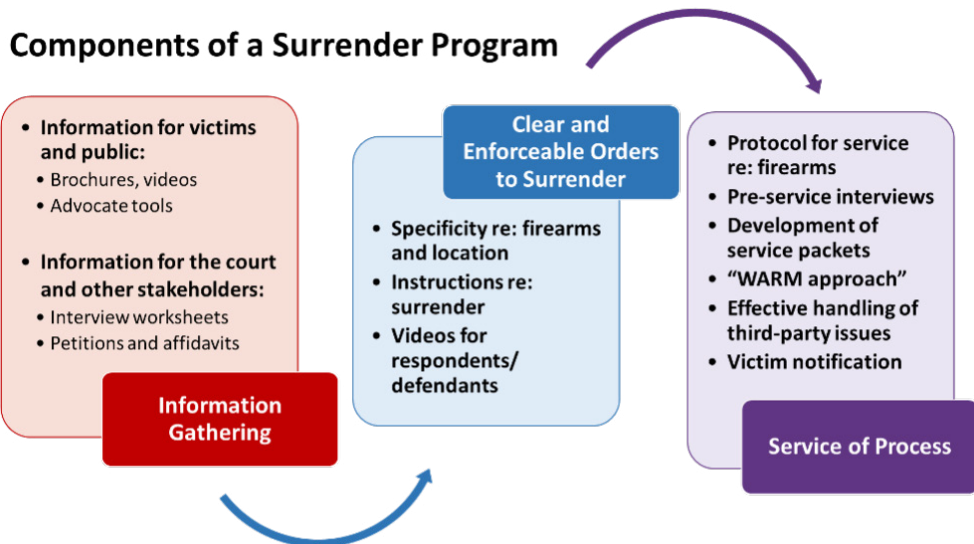 Components of a Surrender Program
• Information for victims
and public:
• Brochures, videos
• Advocate tools
• Information for the court
and other stakeholders:
• Interview worksheets
• Petitions and affidavits
Information
Gathering
Clear and
Enforceable Orders
to Surrender
• Specificity re: firearms
and location
• Instructions re:
surrender
• Videos for
respondents/
defendants
• Protocol for service
re: firearms
• Pre-service interviews
• Development of
service packets
• “WARM approach”
• Effective handling of
third-party issues
• Victim notification
Service of Process